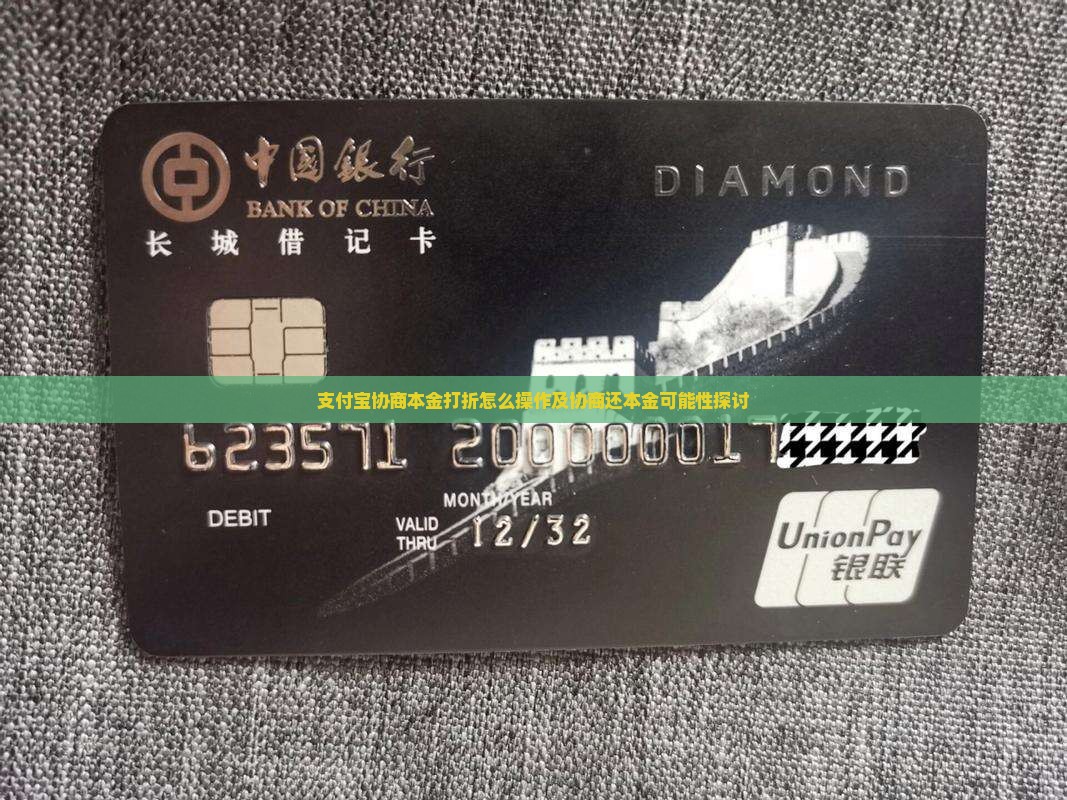 中国銀行
BANK OF CHINA
长城借记卡
DIAMOND
支付宝协商本金打折怎么操作及协商还本金可能性探讨
623571 2000000017
MONTH/YEAR
DEBIT
VALID THRU 12/32
UnionPay
银联